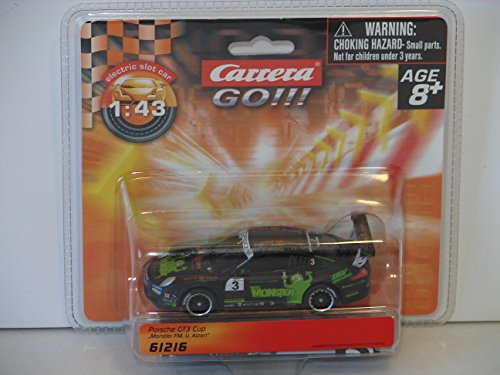 electric slot car
1:43
Carrera
GO!!!
WARNING:
CHOKING HAZARD- Small parts.
Not for children under 3 years.
AGE
8+
3
3
MONSTER
Porsche GT3 Cup
„Monster FM, U. Alzen"
61216